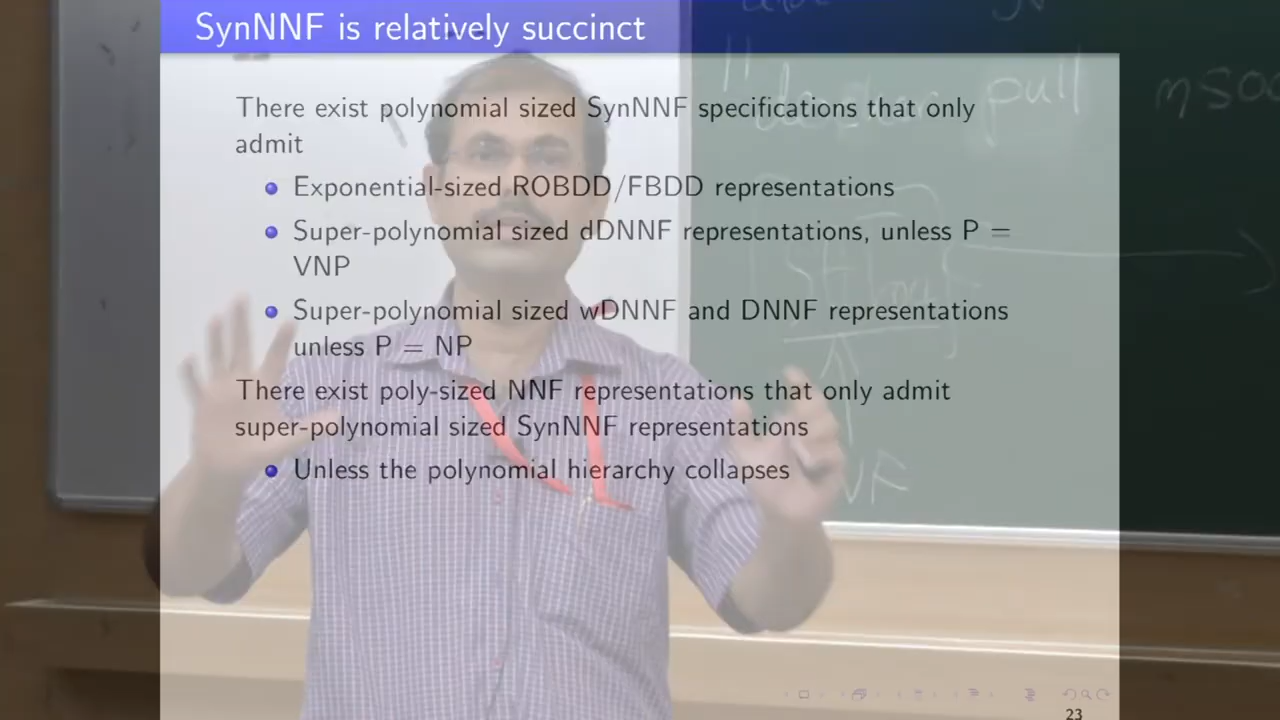 SynNNF is relatively succinct
There exist polynomial sized SynNNF specifications that only
admit
Exponential-sized ROBDD/FBDD representations
Super-polynomial sized dDNNF representations, unless P =
VNP
Super-polynomial sized wDNNF and DNNF representations
unless P = NP
There exist poly-sized NNF representations that only admit
super-polynomial sized SynNNF representations
Unless the polynomial hierarchy collapses
23
pull